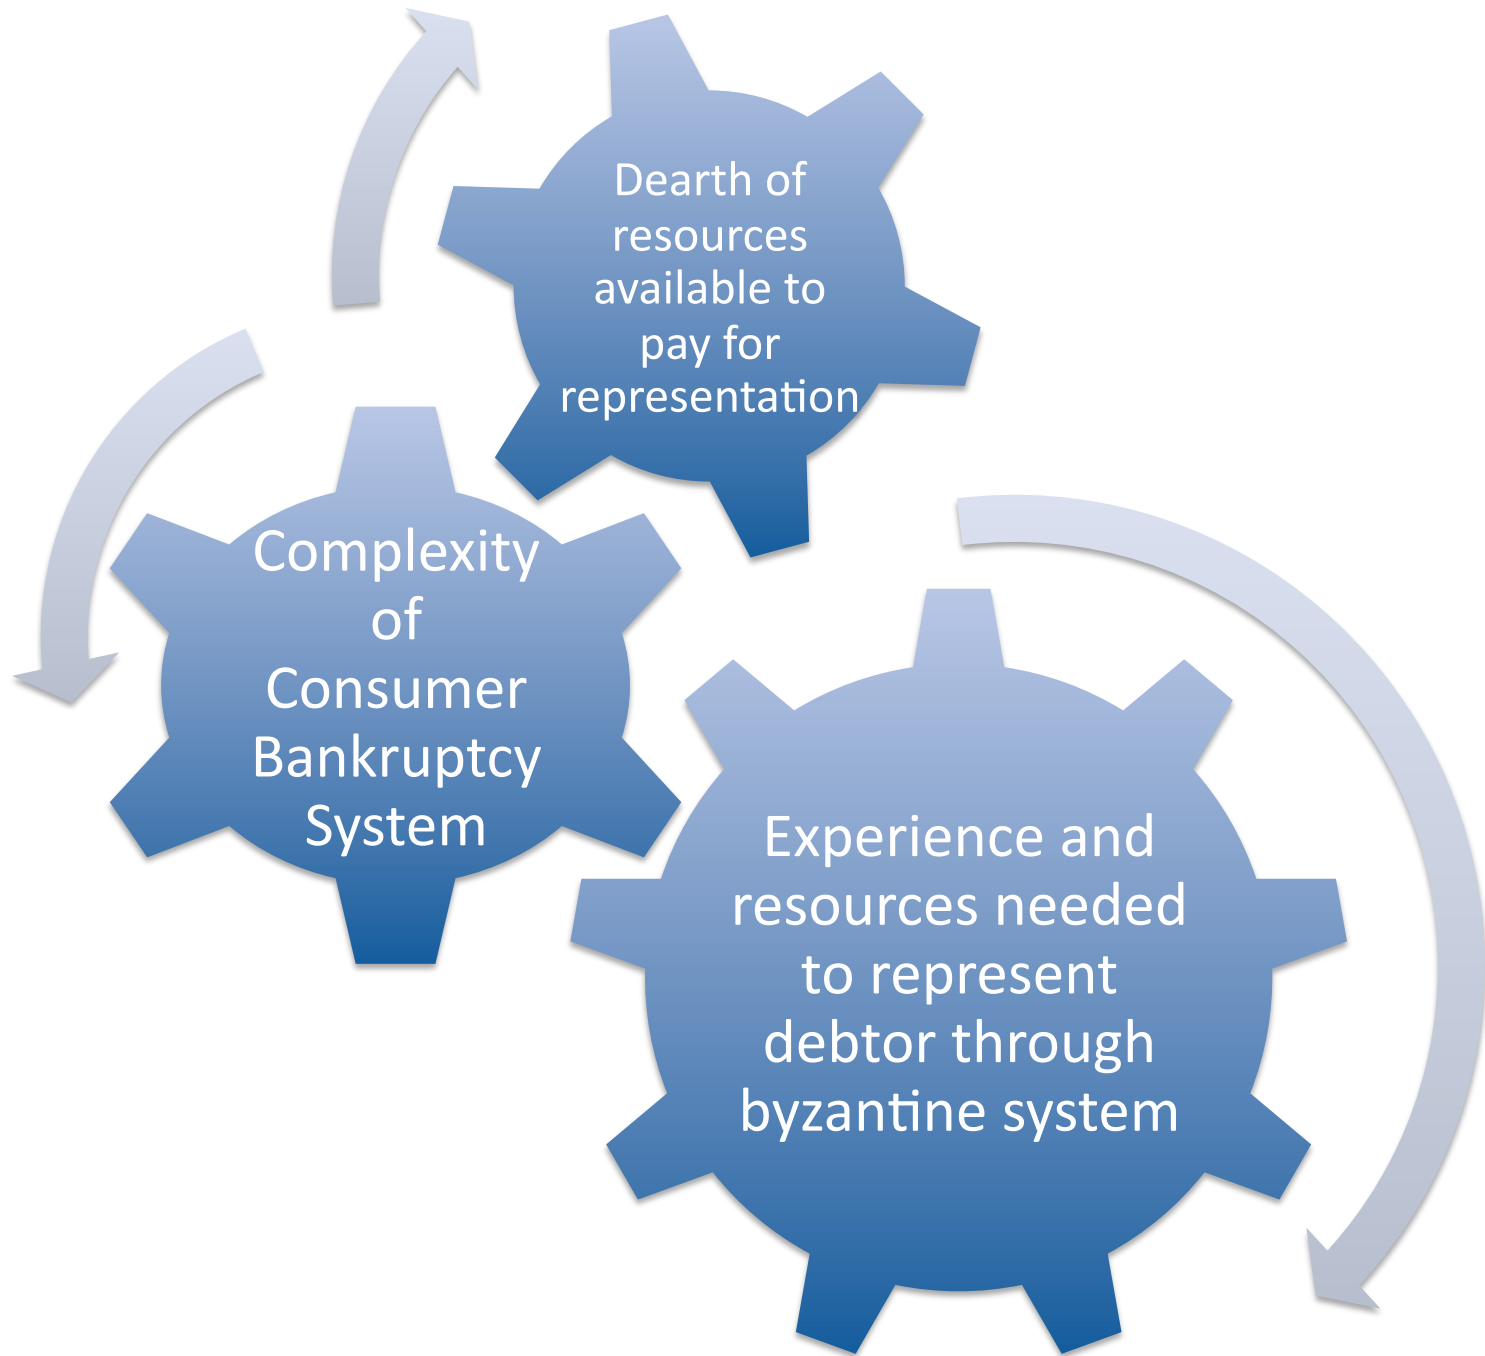 Dearth of
resources
available to
pay for
representation
Complexity
of
Consumer
Bankruptcy
System
Experience and
resources needed
to represent
debtor through
byzantine system